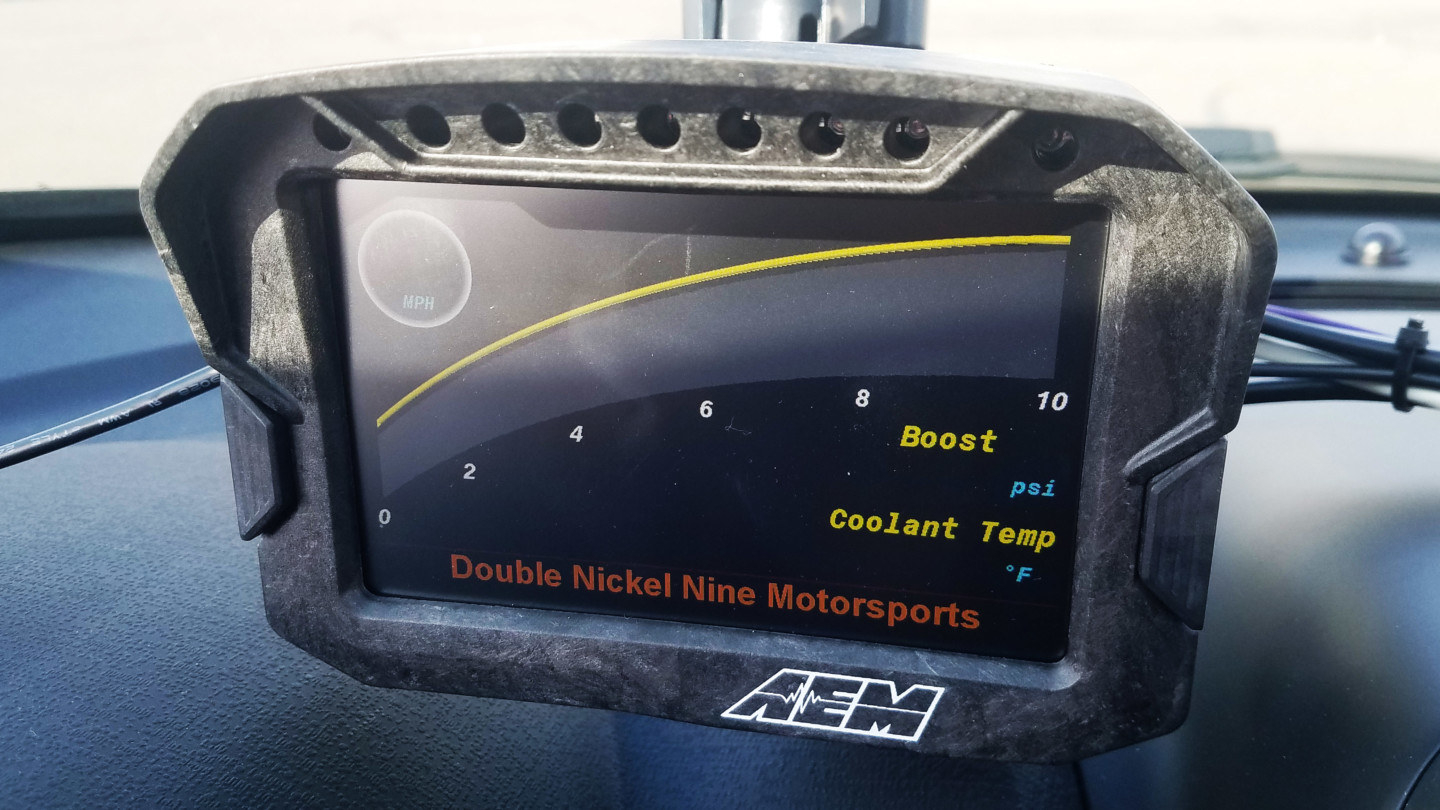 MPH
0 2 4 6 8 10
Boost
psi
Coolant Temp
°F
Double Nickel Nine Motorsports
AEM